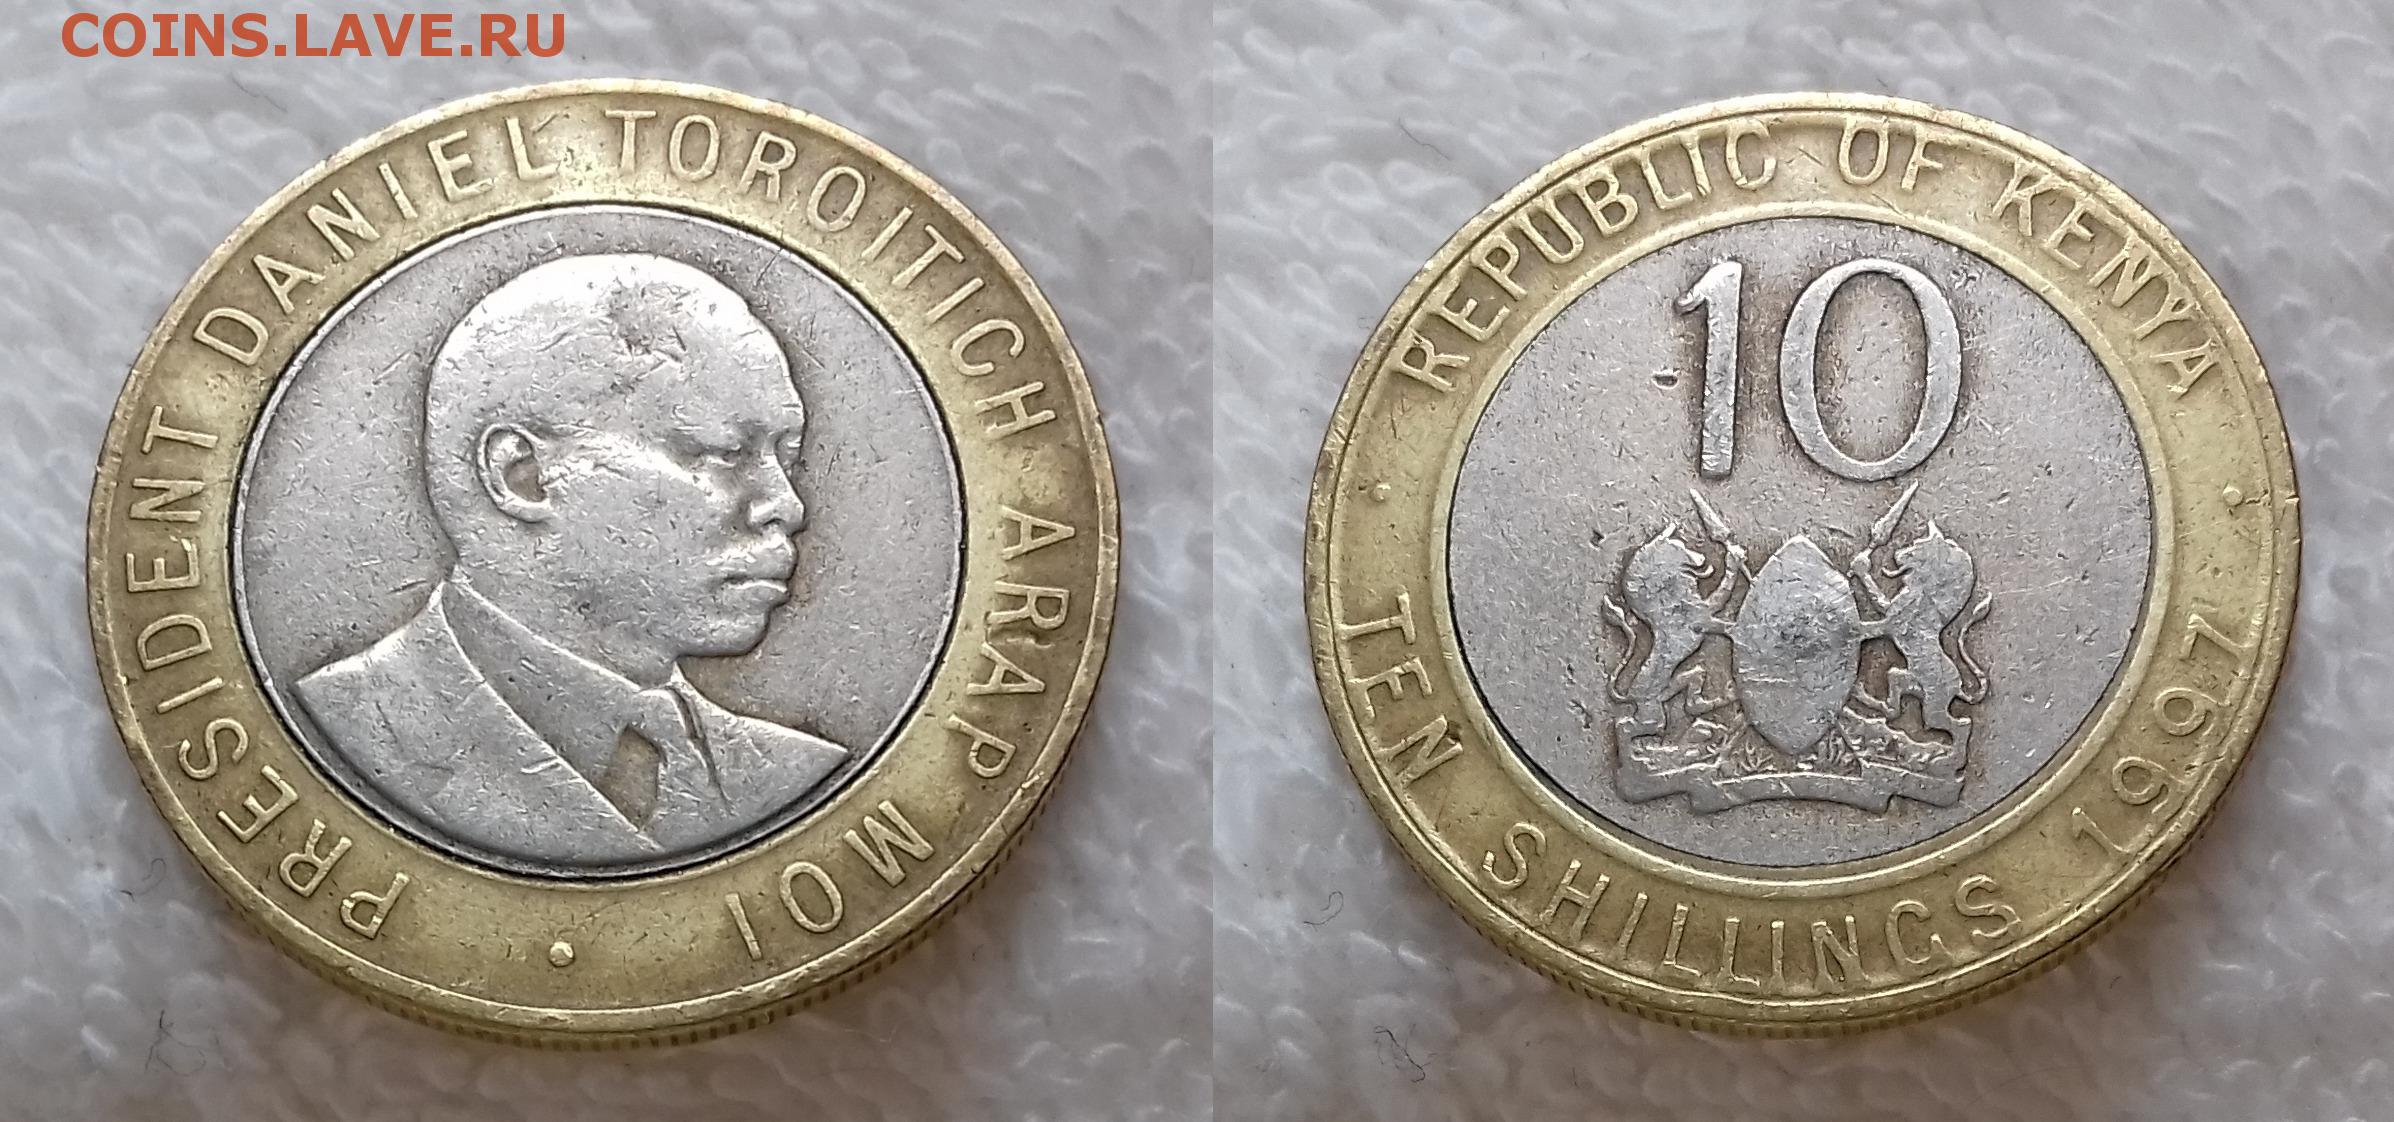 COINS.LAVE.RU
PRESIDENT DANIEL TOROITICH ARAP MOI
REPUBLIC OF KENYA
10
TEN SHILLINGS 1997